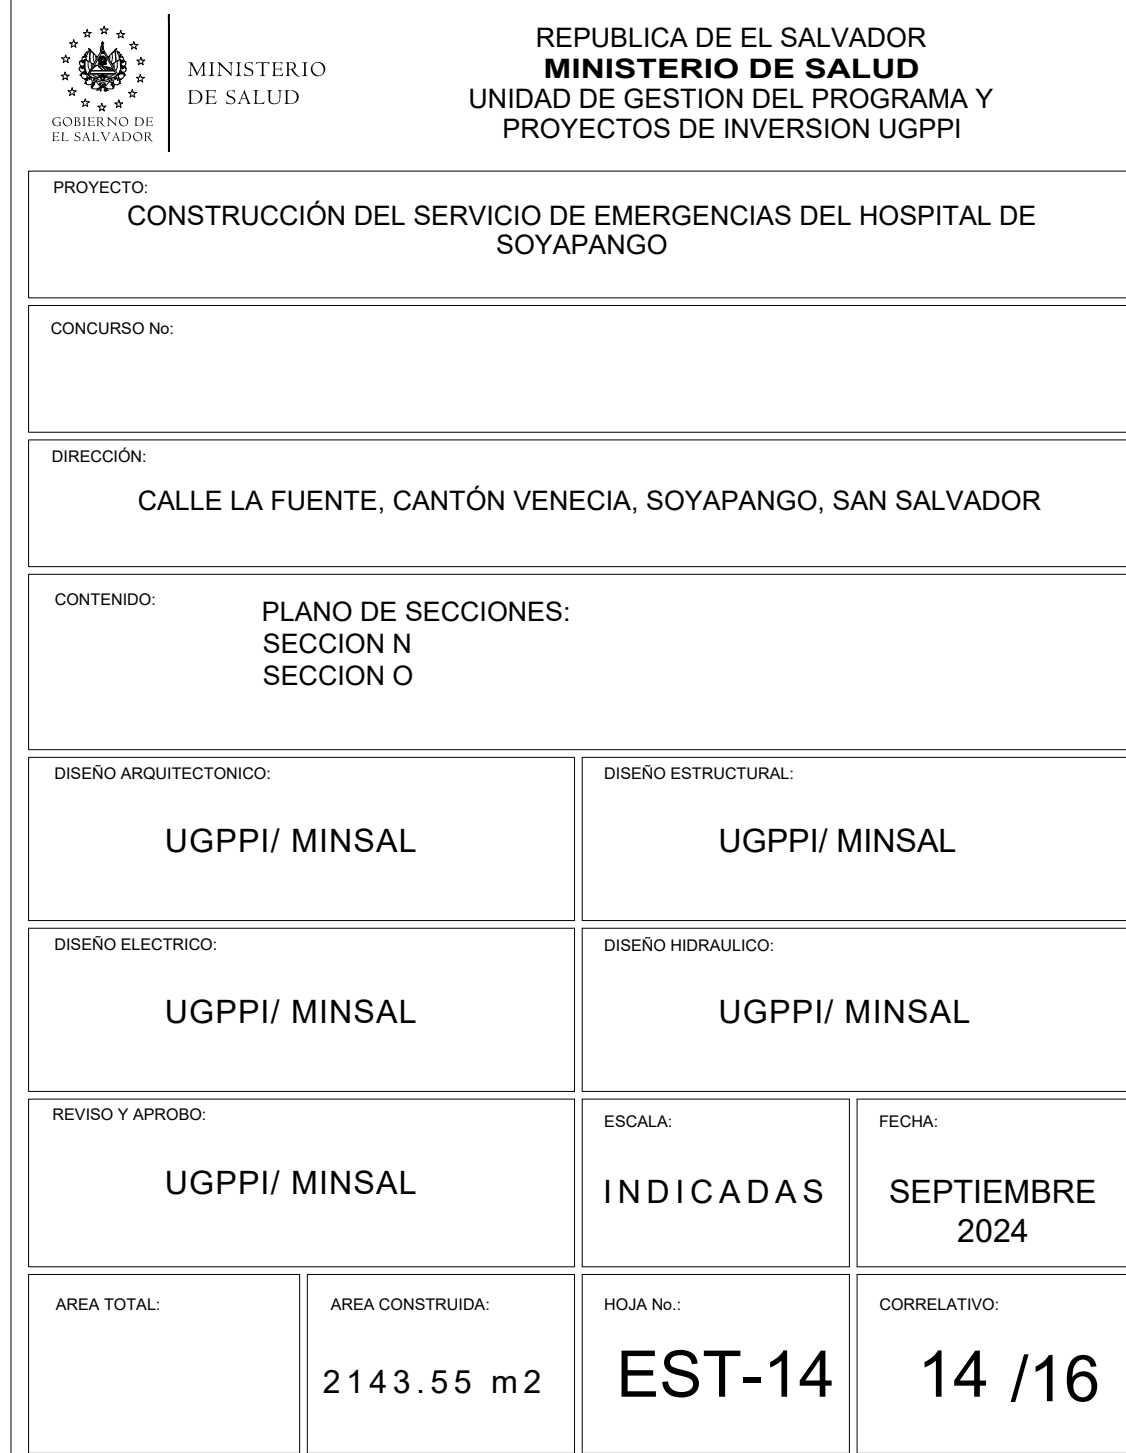 GOBIERNO DE
EL SALVADOR
MINISTERIO
DE SALUD
REPUBLICA DE EL SALVADOR
MINISTERIO DE SALUD
UNIDAD DE GESTION DEL PROGRAMA Y
PROYECTOS DE INVERSION UGPPI
PROYECTO:
CONSTRUCCIÓN DEL SERVICIO DE EMERGENCIAS DEL HOSPITAL DE
SOYAPANGO
CONCURSO No:
DIRECCIÓN:
CALLE LA FUENTE, CANTÓN VENECIA, SOYAPANGO, SAN SALVADOR
CONTENIDO:
PLANO DE SECCIONES:
SECCION N
SECCION O
DISEÑO ARQUITECTONICO:
UGPPI/ MINSAL
DISEÑO ESTRUCTURAL:
UGPPI/ MINSAL
DISEÑO ELECTRICO:
UGPPI/ MINSAL
DISEÑO HIDRAULICO:
UGPPI/ MINSAL
REVISO Y APROBO:
UGPPI/ MINSAL
ESCALA:
INDICADAS
FECHA:
SEPTIEMBRE
2024
AREA TOTAL:
AREA CONSTRUIDA:
2143.55 m2
HOJA No.:
EST-14
CORRELATIVO:
14 /16